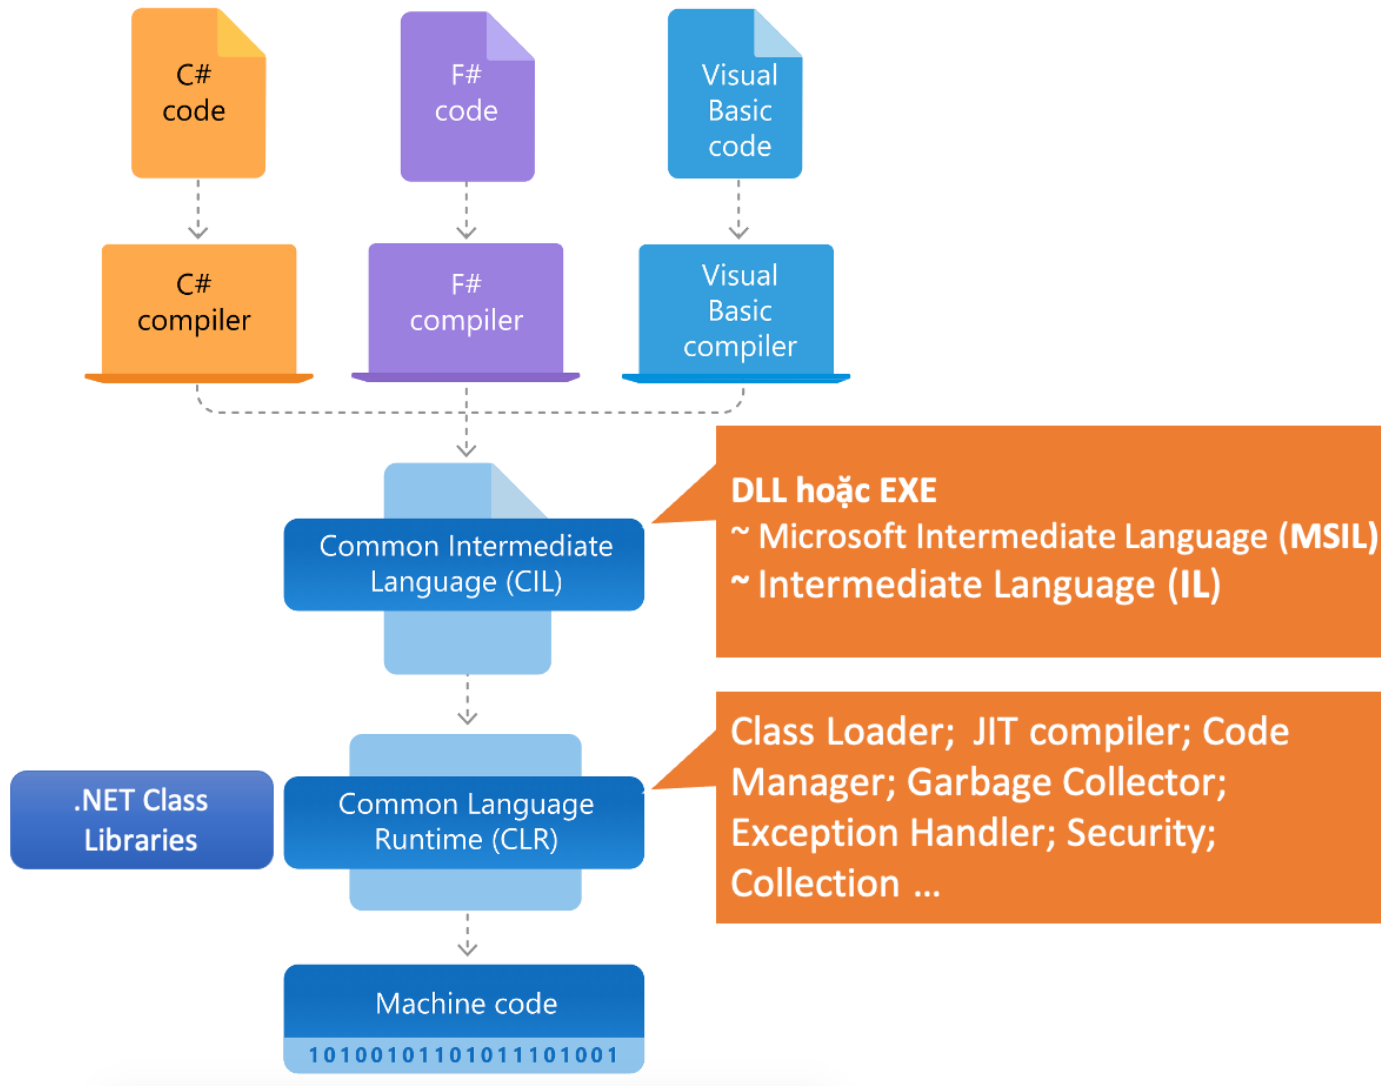 C#
code
F#
code
Visual
Basic
code
C#
compiler
F#
compiler
Visual
Basic
compiler
Common Intermediate
Language (CIL)
DLL hoặc EXE
~ Microsoft Intermediate Language (MSIL)
~ Intermediate Language (IL)
.NET Class
Libraries
Common Language
Runtime (CLR)
Class Loader;  JIT compiler; Code
Manager; Garbage Collector;
Exception Handler; Security;
Collection ...
Machine code
10100101101011101001